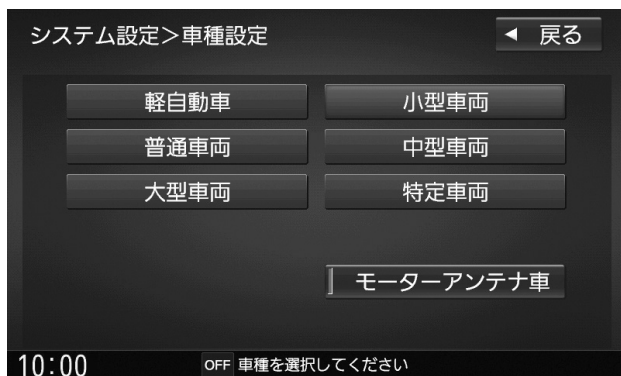 システム設定＞車種設定
◀ 戻る
軽自動車
小型車両
普通車両
中型車両
大型車両
特定車両
モーターアンテナ車
10:00
OFF 車種を選択してください